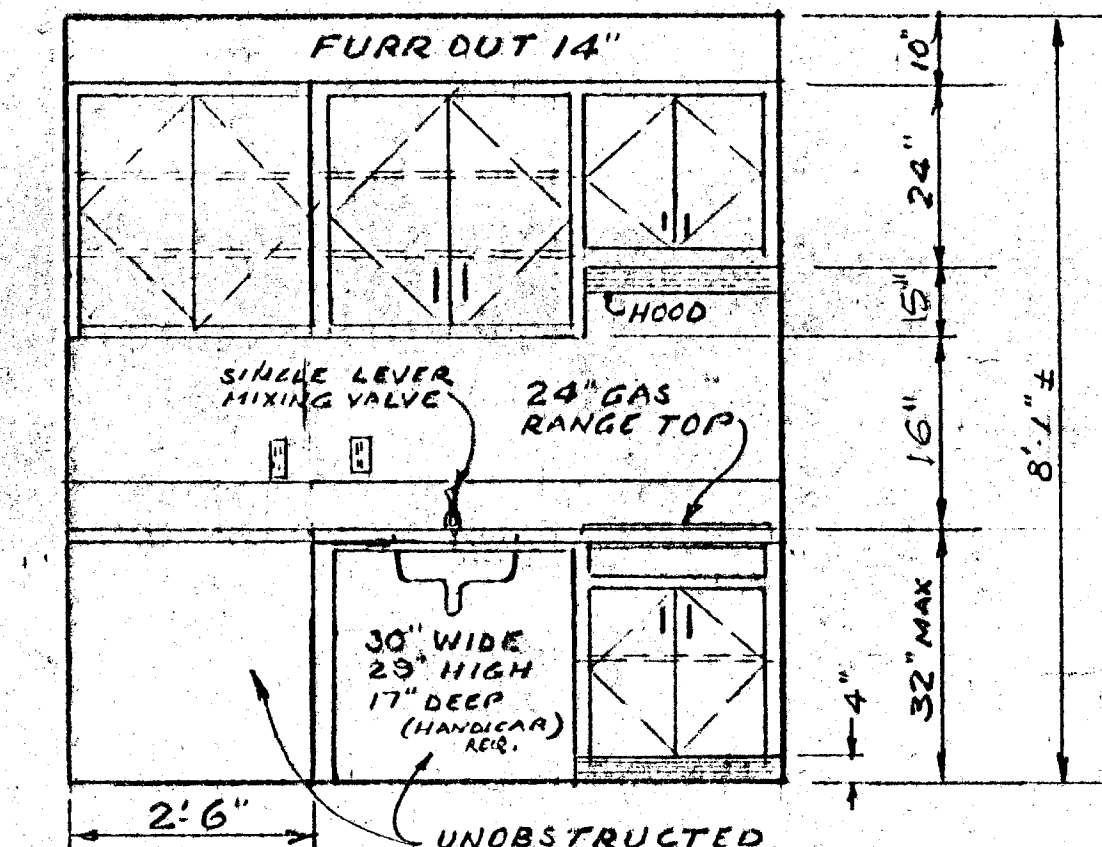 FURR OUT 14"
10"
24"
HOOD
15"
SINGLE LEVER
MIXING VALVE
24" GAS
RANGE TOP
16"
8'-1" ±
30" WIDE
29" HIGH
17" DEEP
(HANDICAP)
REQ.
32" MAX
4"
2'-6"
UNOBSTRUCTED